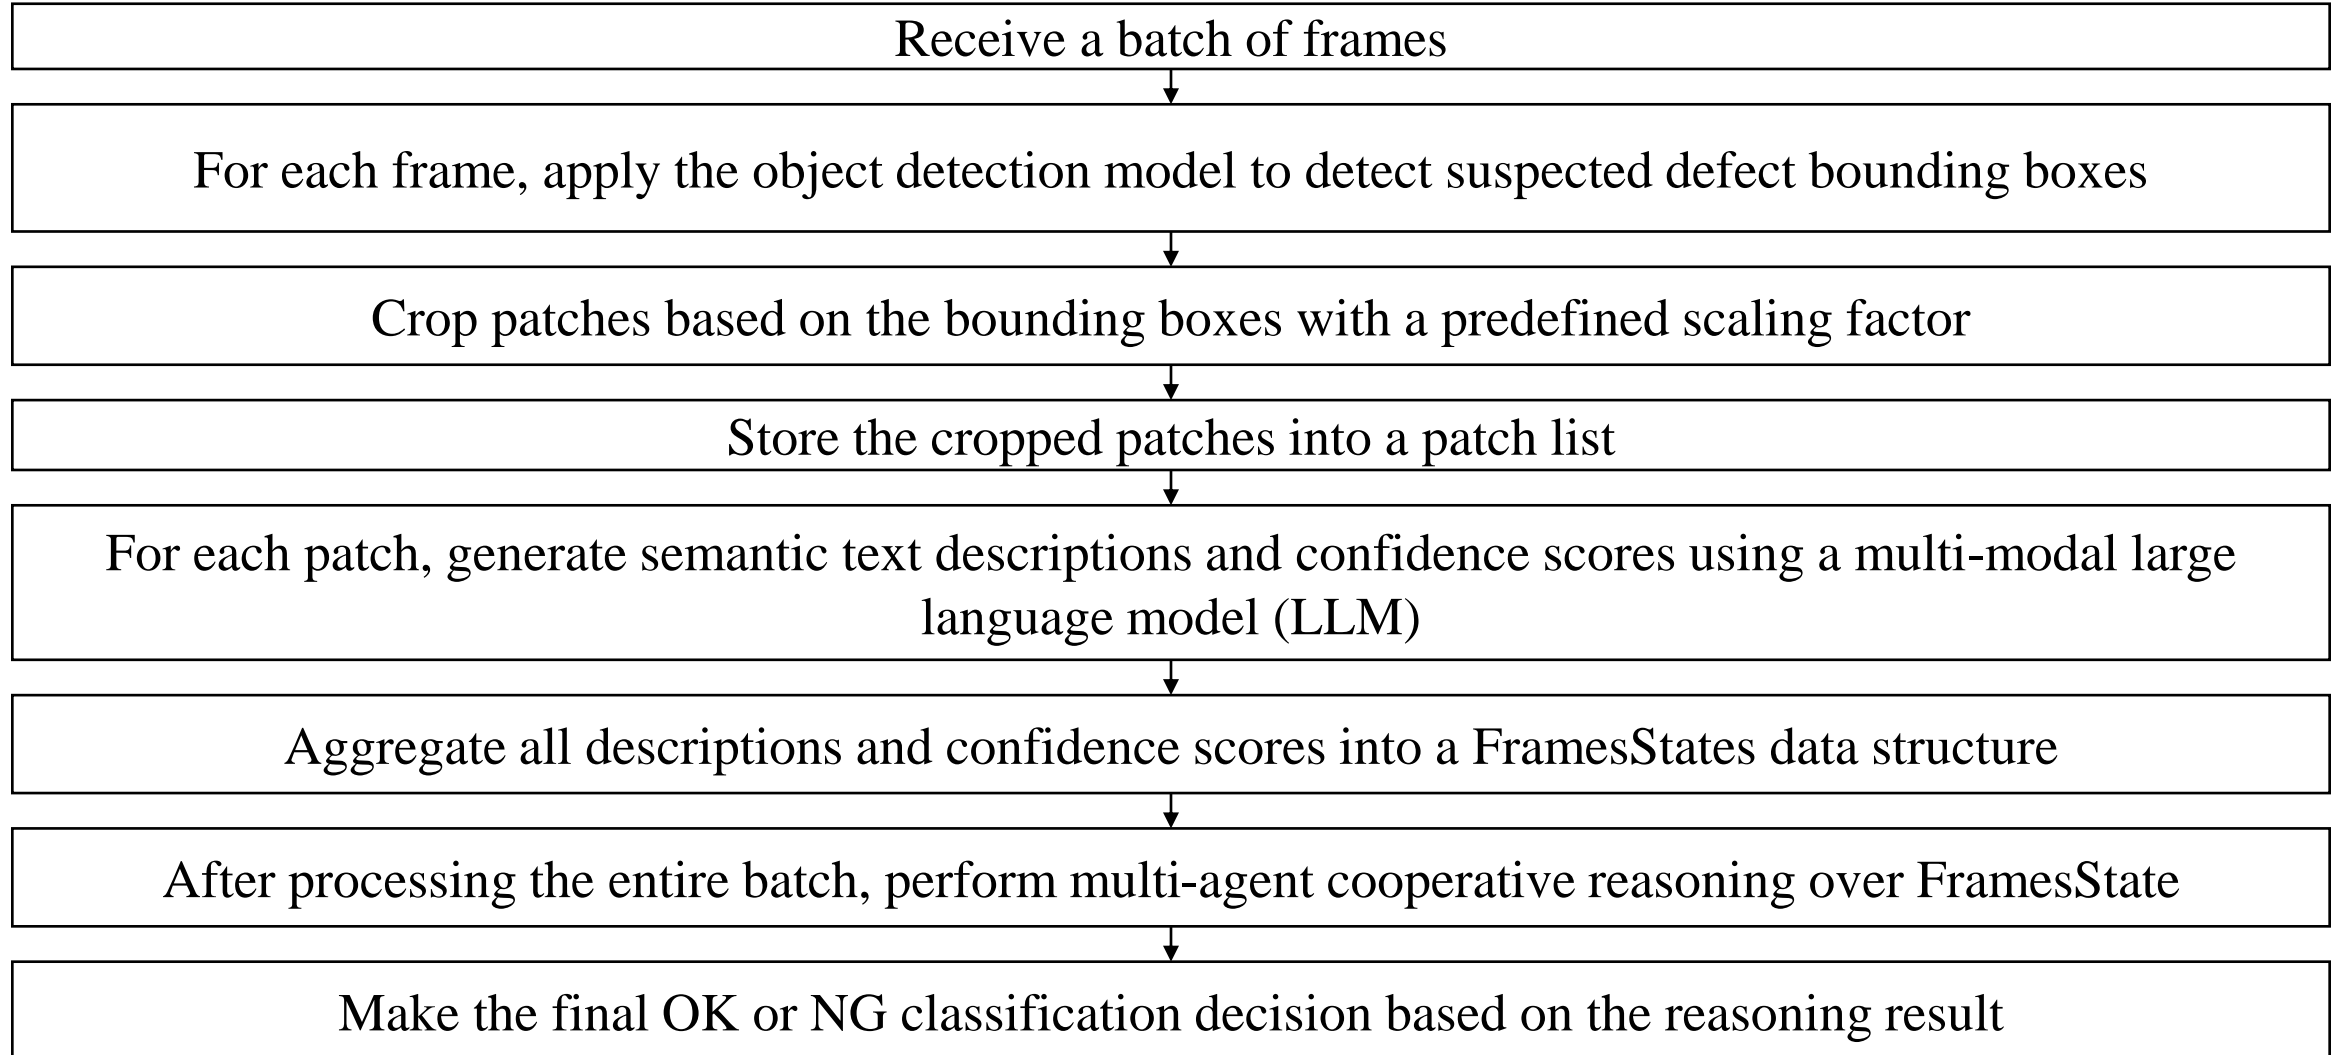 Receive a batch of frames
For each frame, apply the object detection model to detect suspected defect bounding boxes
Crop patches based on the bounding boxes with a predefined scaling factor
Store the cropped patches into a patch list
For each patch, generate semantic text descriptions and confidence scores using a multi-modal large
language model (LLM)
Aggregate all descriptions and confidence scores into a FramesStates data structure
After processing the entire batch, perform multi-agent cooperative reasoning over FramesState
Make the final OK or NG classification decision based on the reasoning result